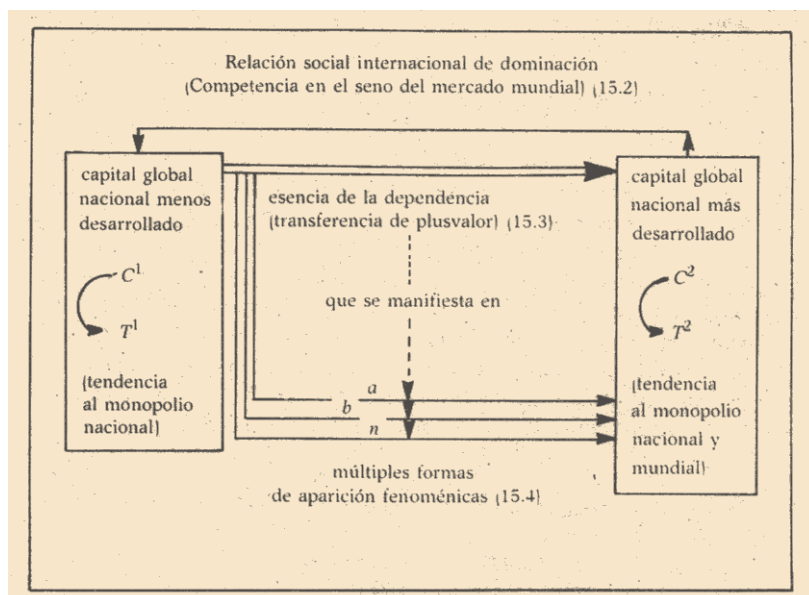 Relación social internacional de dominación
(Competencia en el seno del mercado mundial) (15.2)
capital global
nacional menos
desarrollado
C¹
T¹
(tendencia
al monopolio
nacional)
esencia de la dependencia
(transferencia de plusvalor) (15.3)
que se manifiesta en
a
b
n
múltiples formas
de aparición fenoménicas (15.4)
capital global
nacional más
desarrollado
C²
T²
(tendencia
al monopolio
nacional y
mundial)